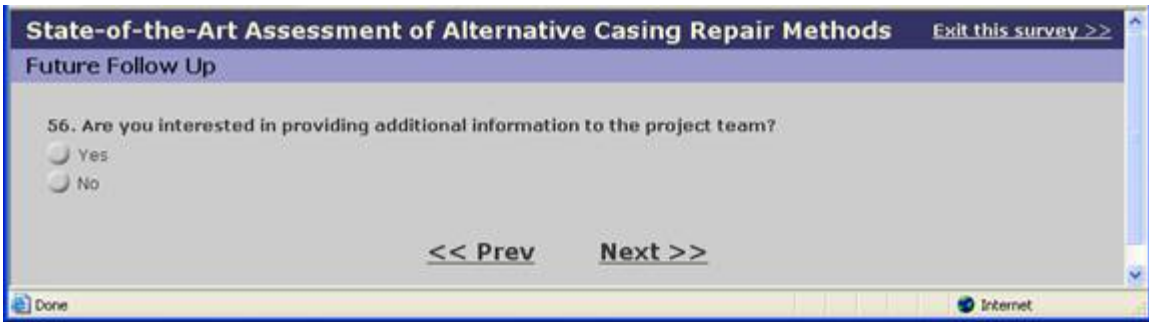 State-of-the-Art Assessment of Alternative Casing Repair Methods Exit this survey >>
Future Follow Up
56. Are you interested in providing additional information to the project team?
Yes
No
<< Prev Next >>
Done Internet